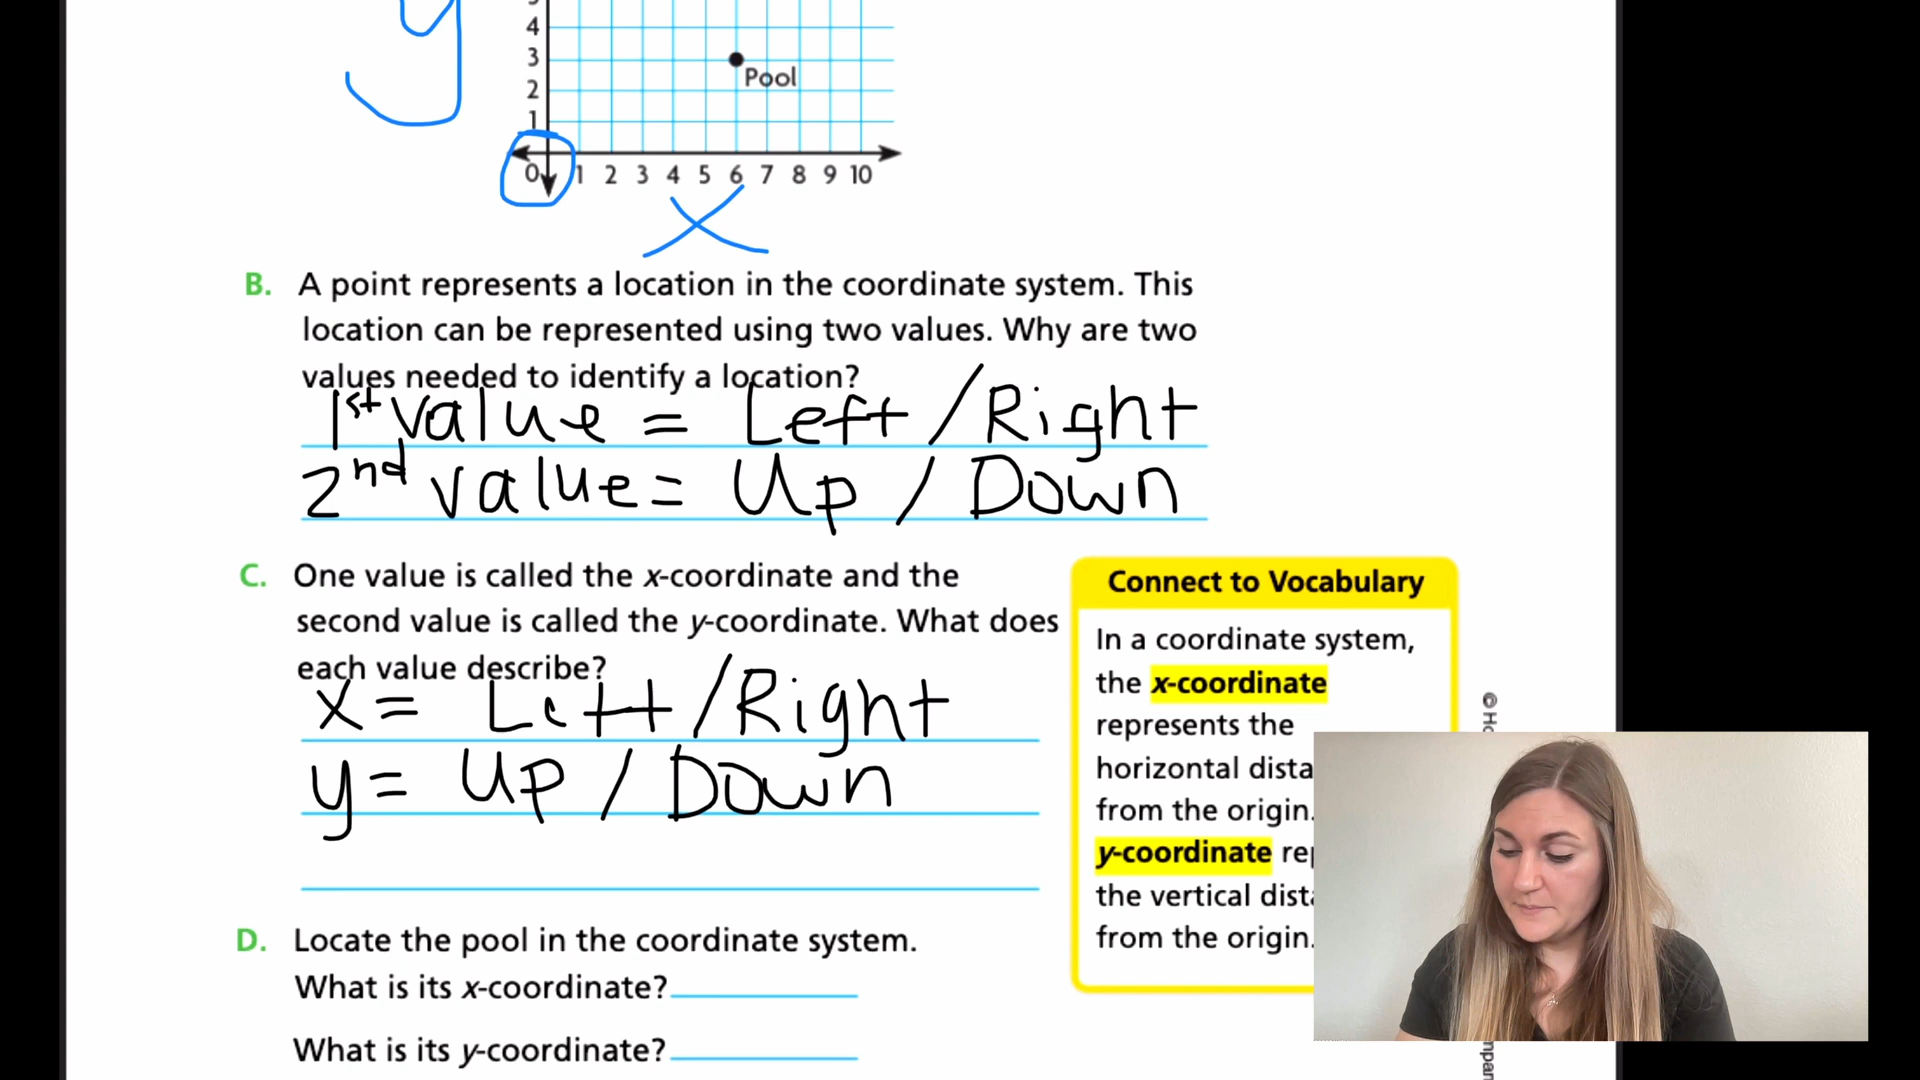 y
4
3
Pool
2
1
0 1 2 3 4 5 6 7 8 9 10
x
B. A point represents a location in the coordinate system. This
location can be represented using two values. Why are two
values needed to identify a location?
1st value = Left / Right
2nd value = Up / Down
C. One value is called the x-coordinate and the
second value is called the y-coordinate. What does
each value describe?
x = Left / Right
y = Up / Down
Connect to Vocabulary
In a coordinate system,
the x-coordinate
represents the
horizontal dista
from the origin.
y-coordinate rep
the vertical dista
from the origin.
D. Locate the pool in the coordinate system.
What is its x-coordinate?
What is its y-coordinate?